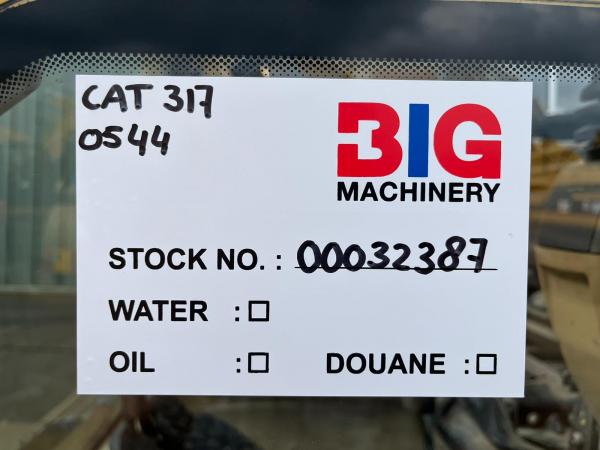 CAT 317
0544
BIG
MACHINERY
STOCK NO. : 00032387
WATER :☐
OIL :☐ DOUANE :☐